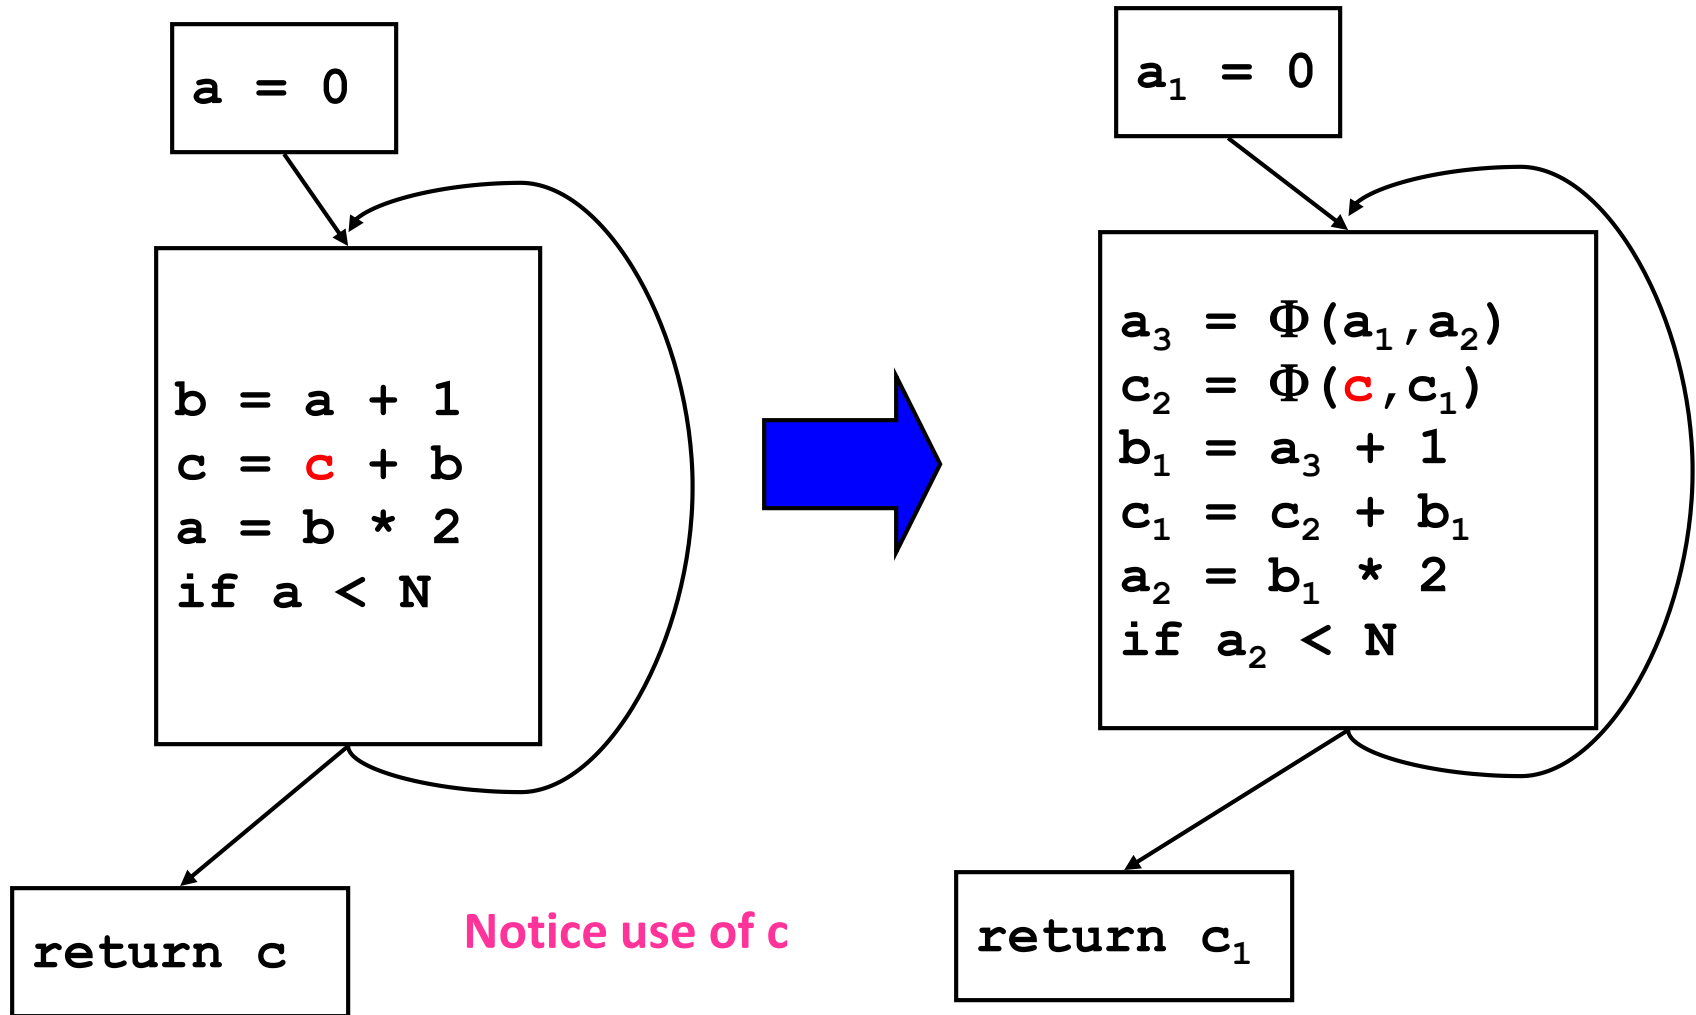 a = 0
b = a + 1
c = c + b
a = b * 2
if a < N
return c
Notice use of c
a₁ = 0
a₃ = Φ(a₁,a₂)
c₂ = Φ(c,c₁)
b₁ = a₃ + 1
c₁ = c₂ + b₁
a₂ = b₁ * 2
if a₂ < N
return c₁